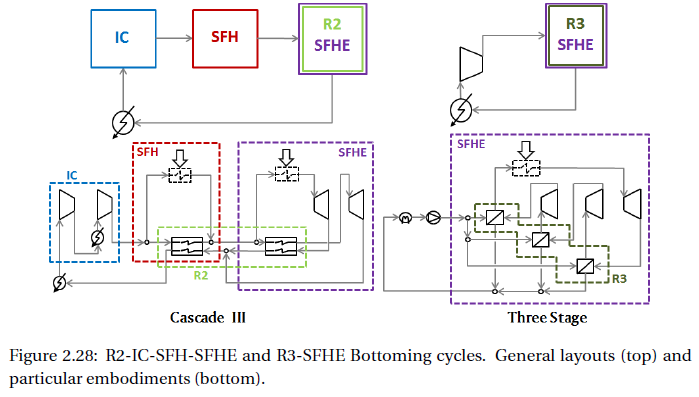 IC
SFH
R2
SFHE
R3
SFHE
SFH
SFHE
IC
R2
SFHE
M
R3
Cascade III
Three Stage
Figure 2.28: R2-IC-SFH-SFHE and R3-SFHE Bottoming cycles. General layouts (top) and
particular embodiments (bottom).